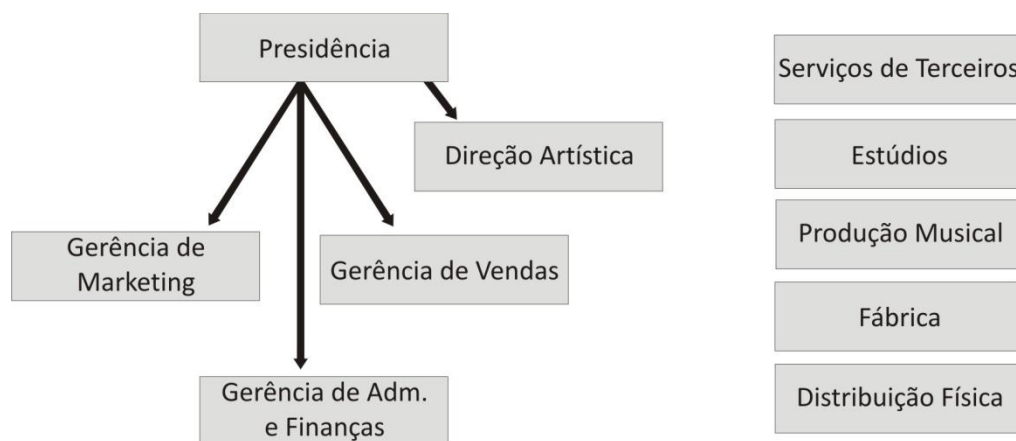 Presidência
Direção Artística
Gerência de
Marketing
Gerência de Vendas
Gerência de Adm.
e Finanças
Serviços de Terceiros
Estúdios
Produção Musical
Fábrica
Distribuição Física